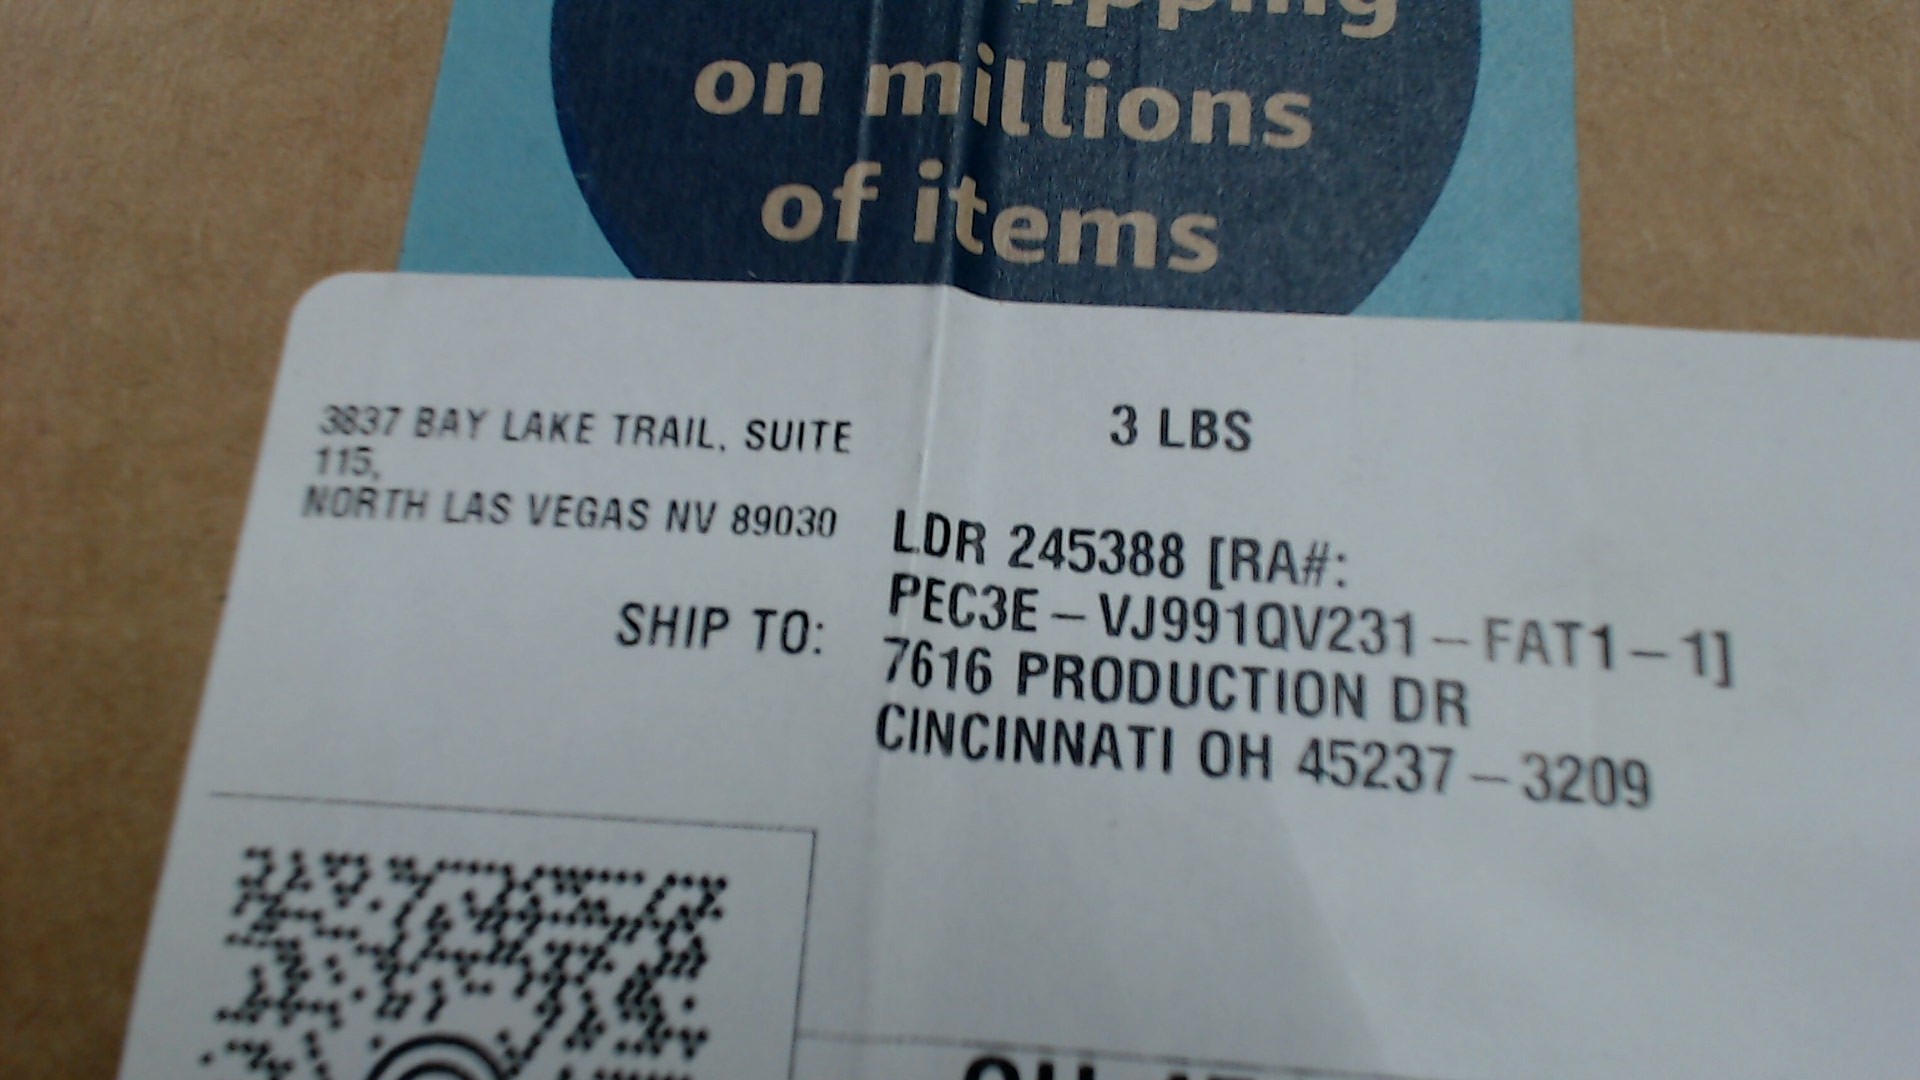 on millions
of items
3837 BAY LAKE TRAIL, SUITE
115,
NORTH LAS VEGAS NV 89030
3 LBS
SHIP TO:
LDR 245388 [RA#:
PEC3E-VJ991QV231-FAT1-1]
7616 PRODUCTION DR
CINCINNATI OH 45237-3209